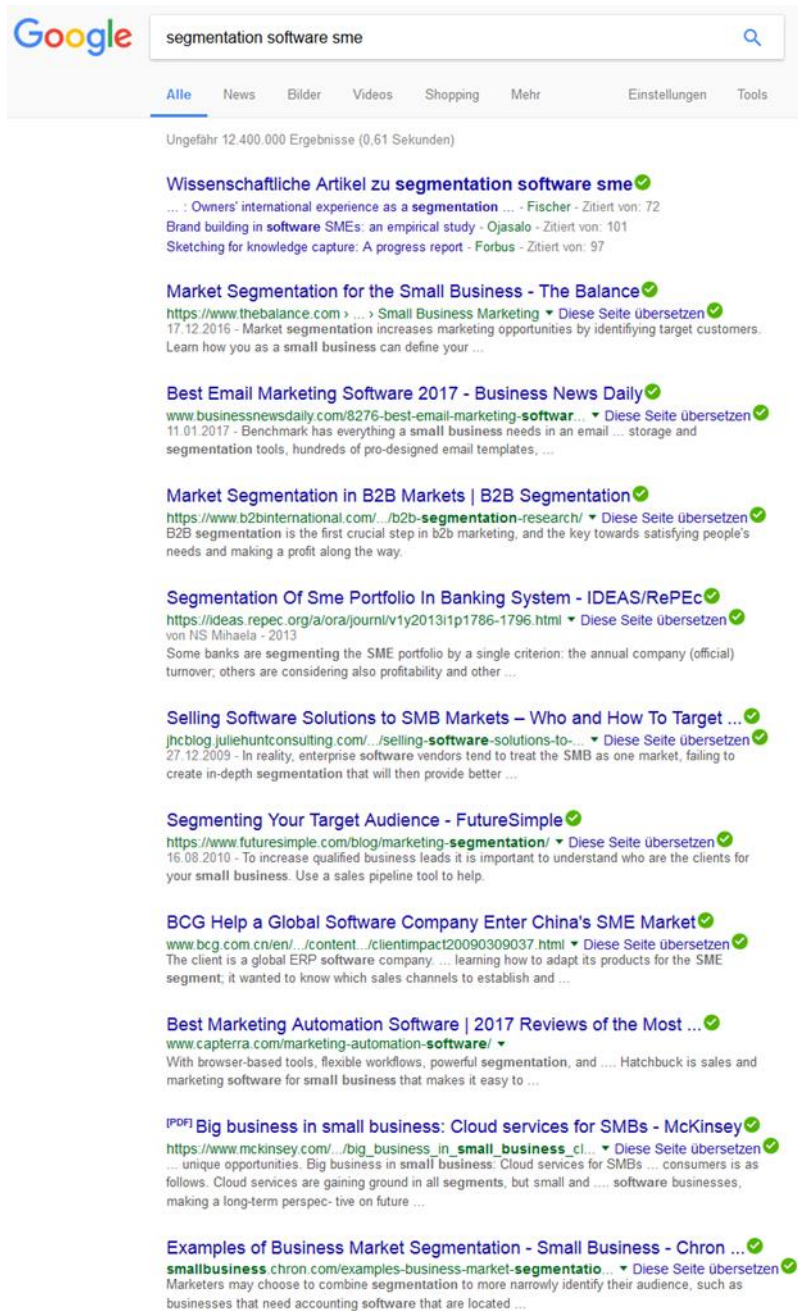 Google
segmentation software sme
Alle News Bilder Videos Shopping Mehr Einstellungen Tools
Ungefähr 12.400.000 Ergebnisse (0,61 Sekunden)
Wissenschaftliche Artikel zu segmentation software sme
... : Owners' international experience as a segmentation ... - Fischer - Zitiert von: 72
Brand building in software SMEs: an empirical study - Ojasalo - Zitiert von: 101
Sketching for knowledge capture: A progress report - Forbus - Zitiert von: 97
Market Segmentation for the Small Business - The Balance
https://www.thebalance.com › ... › Small Business Marketing ▼ Diese Seite übersetzen
17.12.2016 - Market segmentation increases marketing opportunities by identifiying target customers.
Learn how you as a small business can define your ...
Best Email Marketing Software 2017 - Business News Daily
www.businessnewsdaily.com/8276-best-email-marketing-softwar... ▼ Diese Seite übersetzen
11.01.2017 - Benchmark has everything a small business needs in an email ... storage and
segmentation tools, hundreds of pro-designed email templates, ...
Market Segmentation in B2B Markets | B2B Segmentation
https://www.b2binternational.com/.../b2b-segmentation-research/ ▼ Diese Seite übersetzen
B2B segmentation is the first crucial step in b2b marketing, and the key towards satisfying people's
needs and making a profit along the way.
Segmentation Of Sme Portfolio In Banking System - IDEAS/RePEc
https://ideas.repec.org/a/ora/journl/v1y2013i1p1786-1796.html ▼ Diese Seite übersetzen
von NS Mihaela - 2013
Some banks are segmenting the SME portfolio by a single criterion: the annual company (official)
turnover; others are considering also profitability and other ...
Selling Software Solutions to SMB Markets – Who and How To Target ...
jhcblog.juliehuntconsulting.com/.../selling-software-solutions-to-... ▼ Diese Seite übersetzen
27.12.2009 - In reality, enterprise software vendors tend to treat the SMB as one market, failing to
create in-depth segmentation that will then provide better ...
Segmenting Your Target Audience - FutureSimple
https://www.futuresimple.com/blog/marketing-segmentation/ ▼ Diese Seite übersetzen
16.08.2010 - To increase qualified business leads it is important to understand who are the clients for
your small business. Use a sales pipeline tool to help.
BCG Help a Global Software Company Enter China's SME Market
www.bcg.com.cn/en/.../content.../clientimpact20090309037.html ▼ Diese Seite übersetzen
The client is a global ERP software company. ... learning how to adapt its products for the SME
segment; it wanted to know which sales channels to establish and ...
Best Marketing Automation Software | 2017 Reviews of the Most ...
www.capterra.com/marketing-automation-software/ ▼
With browser-based tools, flexible workflows, powerful segmentation, and .... Hatchbuck is sales and
marketing software for small business that makes it easy to ...
[PDF] Big business in small business: Cloud services for SMBs - McKinsey
https://www.mckinsey.com/.../big_business_in_small_business_cl... ▼ Diese Seite übersetzen
... unique opportunities. Big business in small business: Cloud services for SMBs ... consumers is as
follows. Cloud services are gaining ground in all segments, but small and .... software businesses,
making a long-term perspec- tive on future ...
Examples of Business Market Segmentation - Small Business - Chron ...
smallbusiness.chron.com/examples-business-market-segmentatio... ▼ Diese Seite übersetzen
Marketers may choose to combine segmentation to more narrowly identify their audience, such as
businesses that need accounting software that are located ...